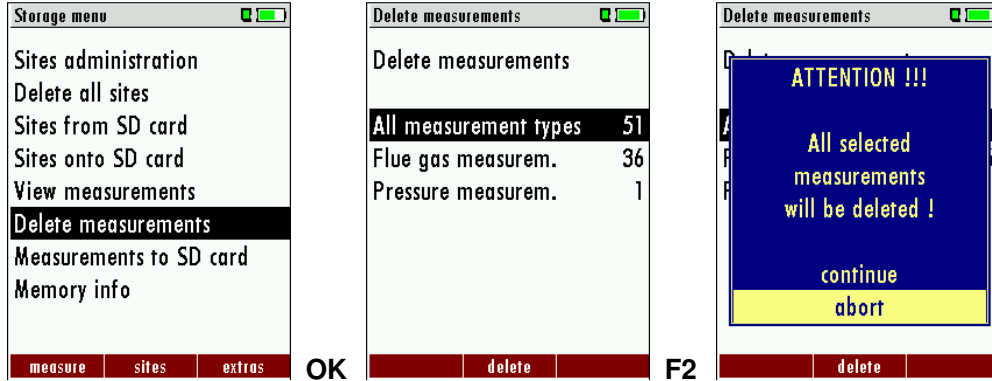 Storage menu
Sites administration
Delete all sites
Sites from SD card
Sites onto SD card
View measurements
Delete measurements
Measurements to SD card
Memory info
measure sites extras
OK
Delete measurements
Delete measurements
All measurement types 51
Flue gas measurem. 36
Pressure measurem. 1
delete
F2
Delete measurements
ATTENTION !!!
All selected
measurements
will be deleted !
continue
abort
delete